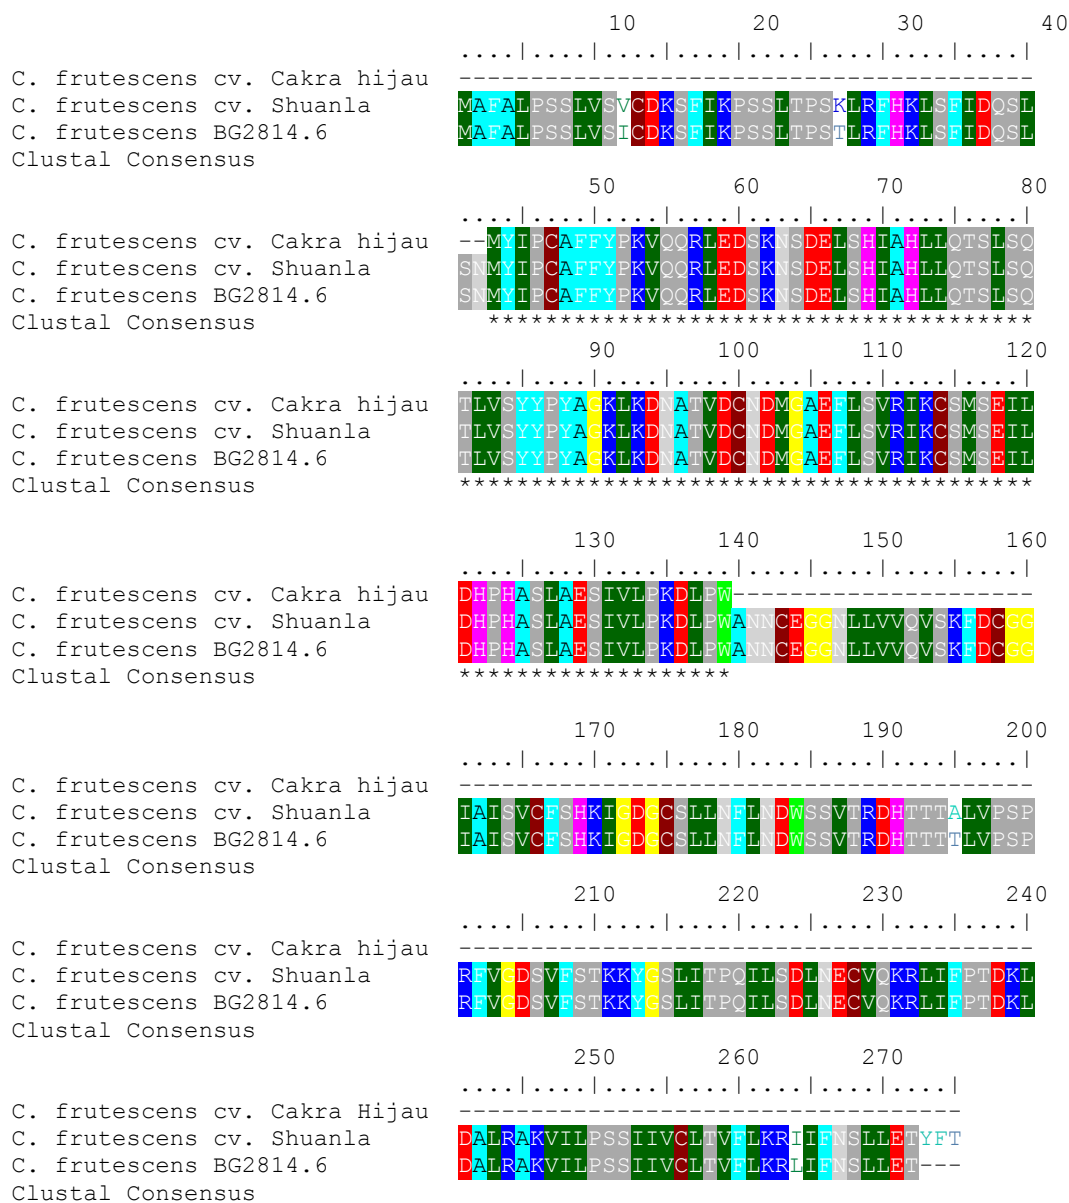 10 20 30 40
....|....|....|....|....|....|....|....|
C. frutescens cv. Cakra hijau ----------------------------------------
C. frutescens cv. Shuanla MAFALPSSLVSVCDKSFIKPSSLTPSKLRFHKLSFIDQSL
C. frutescens BG2814.6 MAFALPSSLVSICDKSFIKPSSLTPSTLRFHKLSFIDQSL
Clustal Consensus
50 60 70 80
....|....|....|....|....|....|....|....|
C. frutescens cv. Cakra hijau --MYIPCAFFYPKVQQRLEDSKNSDELSHIAHLLQTSLSQ
C. frutescens cv. Shuanla SNMYIPCAFFYPKVQQRLEDSKNSDELSHIAHLLQTSLSQ
C. frutescens BG2814.6 SNMYIPCAFFYPKVQQRLEDSKNSDELSHIAHLLQTSLSQ
Clustal Consensus **************************************
90 100 110 120
....|....|....|....|....|....|....|....|
C. frutescens cv. Cakra hijau TLVSYYPYAGKLKDNATVDCNDMGAEFLSVRIKCSMSEIL
C. frutescens cv. Shuanla TLVSYYPYAGKLKDNATVDCNDMGAEFLSVRIKCSMSEIL
C. frutescens BG2814.6 TLVSYYPYAGKLKDNATVDCNDMGAEFLSVRIKCSMSEIL
Clustal Consensus ****************************************
130 140 150 160
....|....|....|....|....|....|....|....|
C. frutescens cv. Cakra hijau DHPHASLAESIVLPKDLPW---------------------
C. frutescens cv. Shuanla DHPHASLAESIVLPKDLPWANNCEGGNLLVVQVSKFDCGG
C. frutescens BG2814.6 DHPHASLAESIVLPKDLPWANNCEGGNLLVVQVSKFDCGG
Clustal Consensus *******************
170 180 190 200
....|....|....|....|....|....|....|....|
C. frutescens cv. Cakra hijau ----------------------------------------
C. frutescens cv. Shuanla IAISVCFSHKIGDGCSLLNFLNDWSSVTRDHTTTALVPSP
C. frutescens BG2814.6 IAISVCFSHKIGDGCSLLNFLNDWSSVTRDHTTTTLVPSP
Clustal Consensus
210 220 230 240
....|....|....|....|....|....|....|....|
C. frutescens cv. Cakra hijau ----------------------------------------
C. frutescens cv. Shuanla RFVGDSVFSTKKYGSLITPQILSDLNECVQKRLIFPTDKL
C. frutescens BG2814.6 RFVGDSVFSTKKYGSLITPQILSDLNECVQKRLIFPTDKL
Clustal Consensus
250 260 270
....|....|....|....|....|....|....|
C. frutescens cv. Cakra Hijau -----------------------------------
C. frutescens cv. Shuanla DALRAKVILPSSIIVCLTVFLKRIIFNSLLETYFT
C. frutescens BG2814.6 DALRAKVILPSSIIVCLTVFLKRLIFNSLLET---
Clustal Consensus